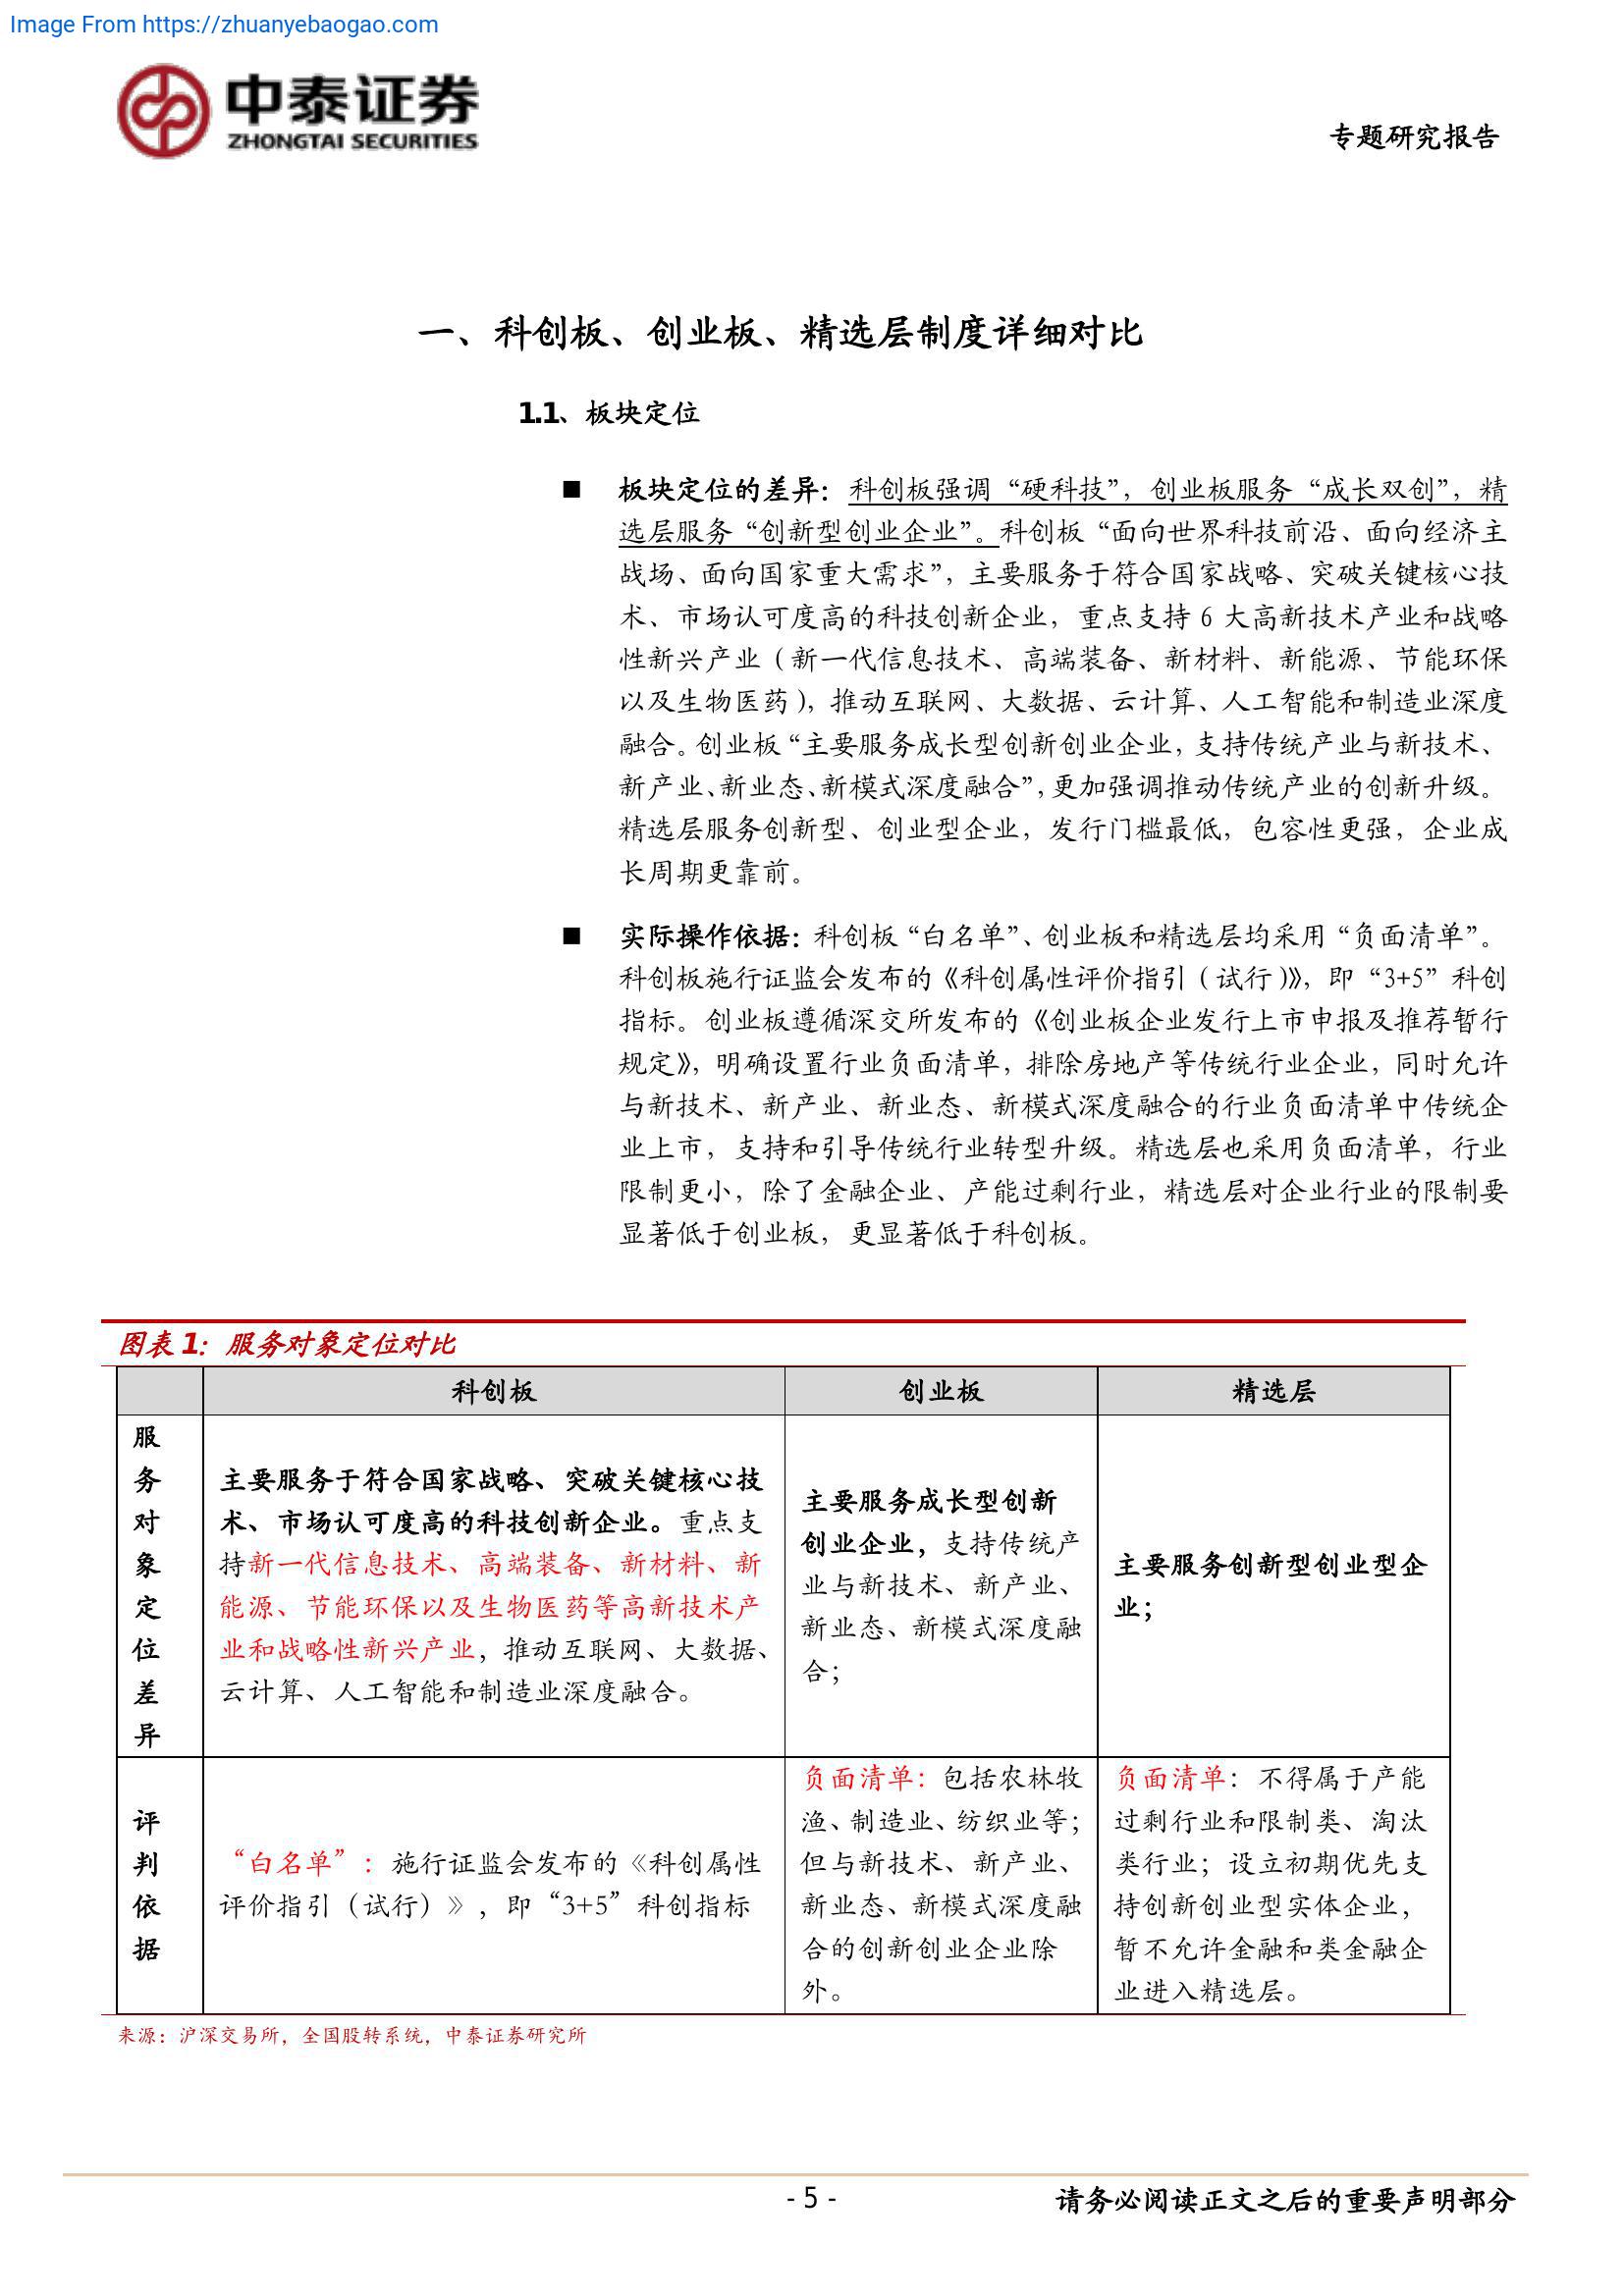 Image From https://zhuanyebaogao.com
中泰证券
ZHONGTAI SECURITIES
专题研究报告
一、科创板、创业板、精选层制度详细对比
1.1、板块定位
■ 板块定位的差异：科创板强调“硬科技”，创业板服务“成长双创”，精
选层服务“创新型创业企业”。科创板“面向世界科技前沿、面向经济主
战场、面向国家重大需求”，主要服务于符合国家战略、突破关键核心技
术、市场认可度高的科技创新企业，重点支持 6 大高新技术产业和战略
性新兴产业（新一代信息技术、高端装备、新材料、新能源、节能环保
以及生物医药），推动互联网、大数据、云计算、人工智能和制造业深度
融合。创业板“主要服务成长型创新创业企业，支持传统产业与新技术、
新产业、新业态、新模式深度融合”，更加强调推动传统产业的创新升级。
精选层服务创新型、创业型企业，发行门槛最低，包容性更强，企业成
长周期更靠前。
■ 实际操作依据：科创板“白名单”、创业板和精选层均采用“负面清单”。
科创板施行证监会发布的《科创属性评价指引（试行）》，即“3+5”科创
指标。创业板遵循深交所发布的《创业板企业发行上市申报及推荐暂行
规定》，明确设置行业负面清单，排除房地产等传统行业企业，同时允许
与新技术、新产业、新业态、新模式深度融合的行业负面清单中传统企
业上市，支持和引导传统行业转型升级。精选层也采用负面清单，行业
限制更小，除了金融企业、产能过剩行业，精选层对企业行业的限制要
显著低于创业板，更显著低于科创板。
图表 1：服务对象定位对比
科创板
创业板
精选层
服
务
对
象
定
位
差
异
主要服务于符合国家战略、突破关键核心技
术、市场认可度高的科技创新企业。重点支
持新一代信息技术、高端装备、新材料、新
能源、节能环保以及生物医药等高新技术产
业和战略性新兴产业，推动互联网、大数据、
云计算、人工智能和制造业深度融合。
主要服务成长型创新
创业企业，支持传统产
业与新技术、新产业、
新业态、新模式深度融
合；
主要服务创新型创业型企
业；
评
判
依
据
“白名单”：施行证监会发布的《科创属性
评价指引（试行）》，即“3+5”科创指标
负面清单：包括农林牧
渔、制造业、纺织业等；
但与新技术、新产业、
新业态、新模式深度融
合的创新创业企业除
外。
负面清单：不得属于产能
过剩行业和限制类、淘汰
类行业；设立初期优先支
持创新创业型实体企业，
暂不允许金融和类金融企
业进入精选层。
来源：沪深交易所，全国股转系统，中泰证券研究所
- 5 -
请务必阅读正文之后的重要声明部分